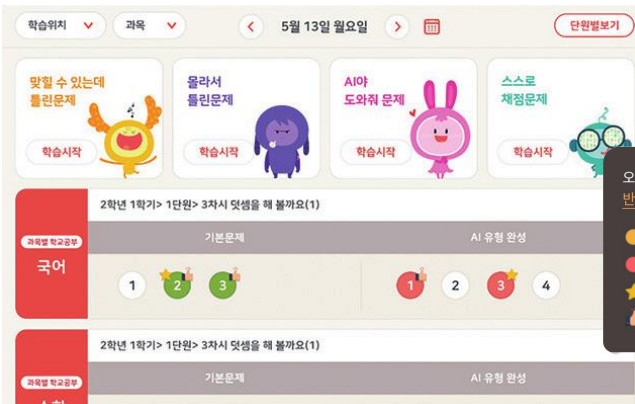 학습위치
과목
5월 13일 월요일
단원별보기
맞힐 수 있는데
틀린문제
학습시작
몰라서
틀린문제
학습시작
AI야
도와줘 문제
학습시작
스스로
채점문제
학습시작
오
반
2학년 1학기> 1단원> 3차시 덧셈을 해 볼까요(1)
과목별 학교공부
국어
기본문제
AI 유형 완성
1
2
3
1
2
3
4
2학년 1학기> 1단원> 3차시 덧셈을 해 볼까요(1)
과목별 학교공부
기본문제
AI 유형 완성